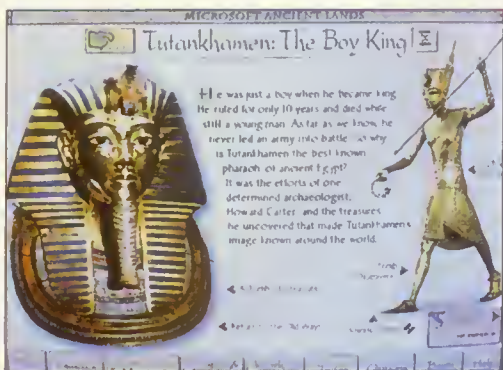 MICROSOFT ANCIENT LANDS
Tutankhamen: The Boy King
He was just a boy when he became king
He ruled for only 10 years and died while
still a young man. As far as we know, he
never led an army into battle so why
is Tutankhamen the best known
pharaoh of ancient Egypt?
It was the efforts of one
determined archaeologist,
Howard Carter and the treasures
he uncovered that made Tutankhamen's
image known around the world.
Help